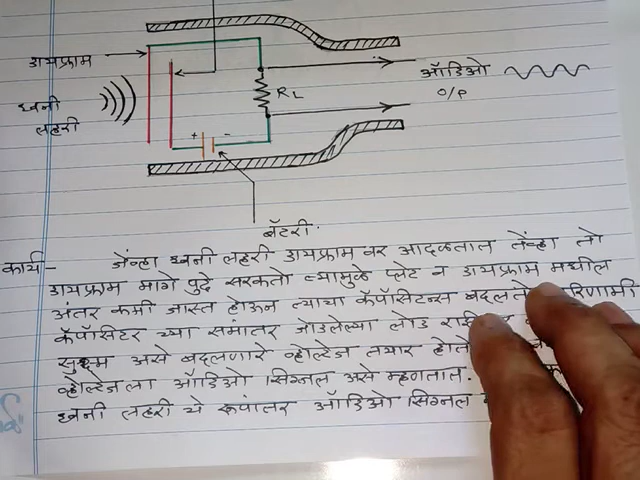 डायफ्राम
ध्वनी
लहरी
RL
ऑडिओ
O/P
+ -
बॅटरी.
कार्य- जेंव्हा ध्वनी लहरी डायफ्राम वर आदळतात तेंव्हा तो
डायफ्राम मागे पुढे सरकतो त्यामुळे प्लेट व डायफ्राम मधील
अंतर कमी जास्त होऊन त्याचा कॅपॅसिटन्स बदलतो
कॅपॅसिटर च्या समांतर जोडलेल्या लोड
सुक्ष्म असे बदलणारे व्होल्टेज तयार होते
व्होल्टेज ला ऑडिओ सिग्नल असे म्हणतात.
ध्वनी लहरी चे रूपांतर ऑडिओ सिग्नल